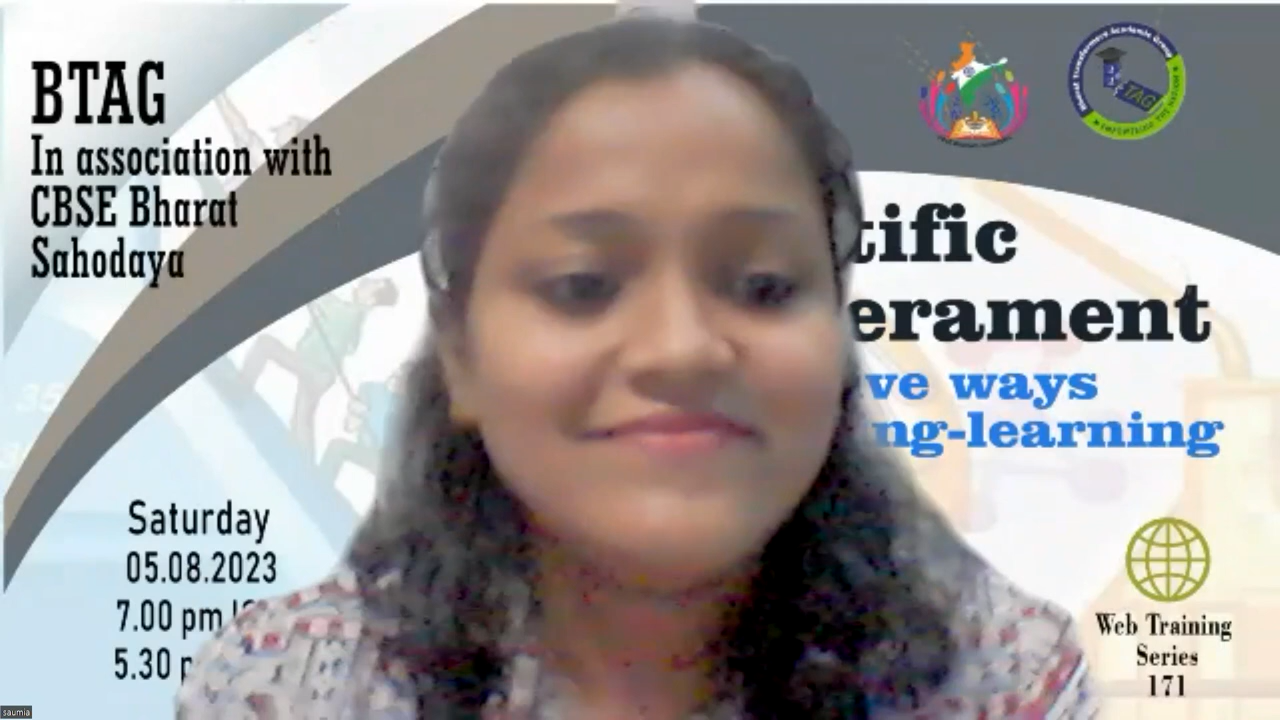 BTAG
In association with
CBSE Bharat
Sahodaya
tific
erament
ve ways
ng-learning
Saturday
05.08.2023
7.00 pm
5.30 p
Web Training
Series
171
TAG
saumia